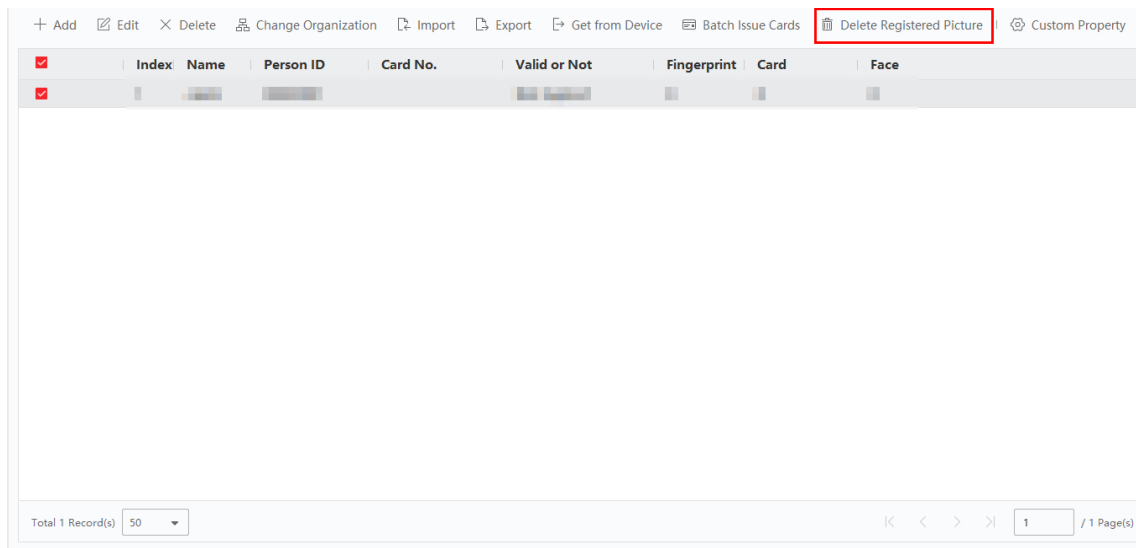 Add Edit Delete Change Organization Import Export Get from Device Batch Issue Cards Delete Registered Picture Custom Property
Index Name Person ID Card No. Valid or Not Fingerprint Card Face
Total 1 Record(s) 50 1 / 1 Page(s)